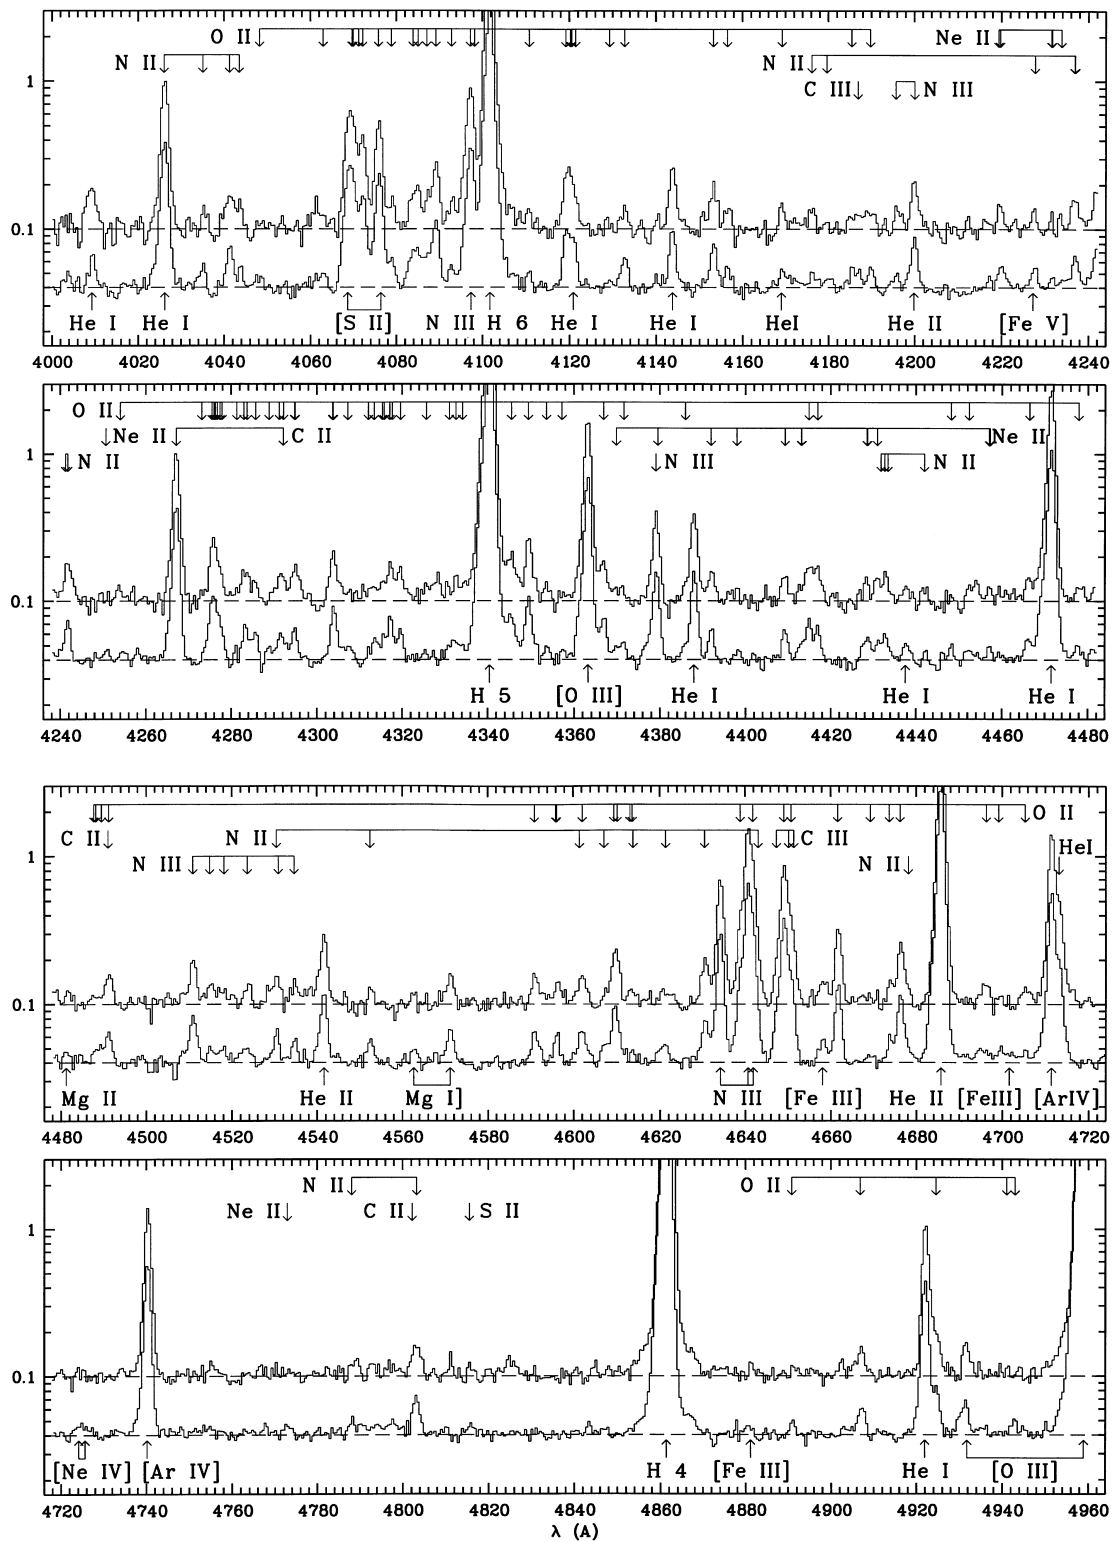 O II Ne II
N II N II
C III N III
1
0.1
He I He I [S II] N III H 6 He I He I HeI He II [Fe V]
4000 4020 4040 4060 4080 4100 4120 4140 4160 4180 4200 4220 4240
O II
Ne II C II Ne II
N II N III N II
1
0.1
H 5 [O III] He I He I He I
4240 4260 4280 4300 4320 4340 4360 4380 4400 4420 4440 4460 4480
O II
C II N II C III
N III N II HeI
1
0.1
Mg II He II Mg I] N III [Fe III] He II [FeIII] [ArIV]
4480 4500 4520 4540 4560 4580 4600 4620 4640 4660 4680 4700 4720
N II O II
Ne II C II S II
1
0.1
[Ne IV] [Ar IV] H 4 [Fe III] He I [O III]
4720 4740 4760 4780 4800 4820 4840 4860 4880 4900 4920 4940 4960
λ (A)